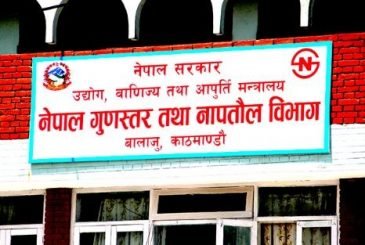 नेपाल सरकार
उद्योग, वाणिज्य तथा आपुर्ति मन्त्रालय
नेपाल गुणस्तर तथा नापतौल विभाग
बालाजु, काठमाण्डौ